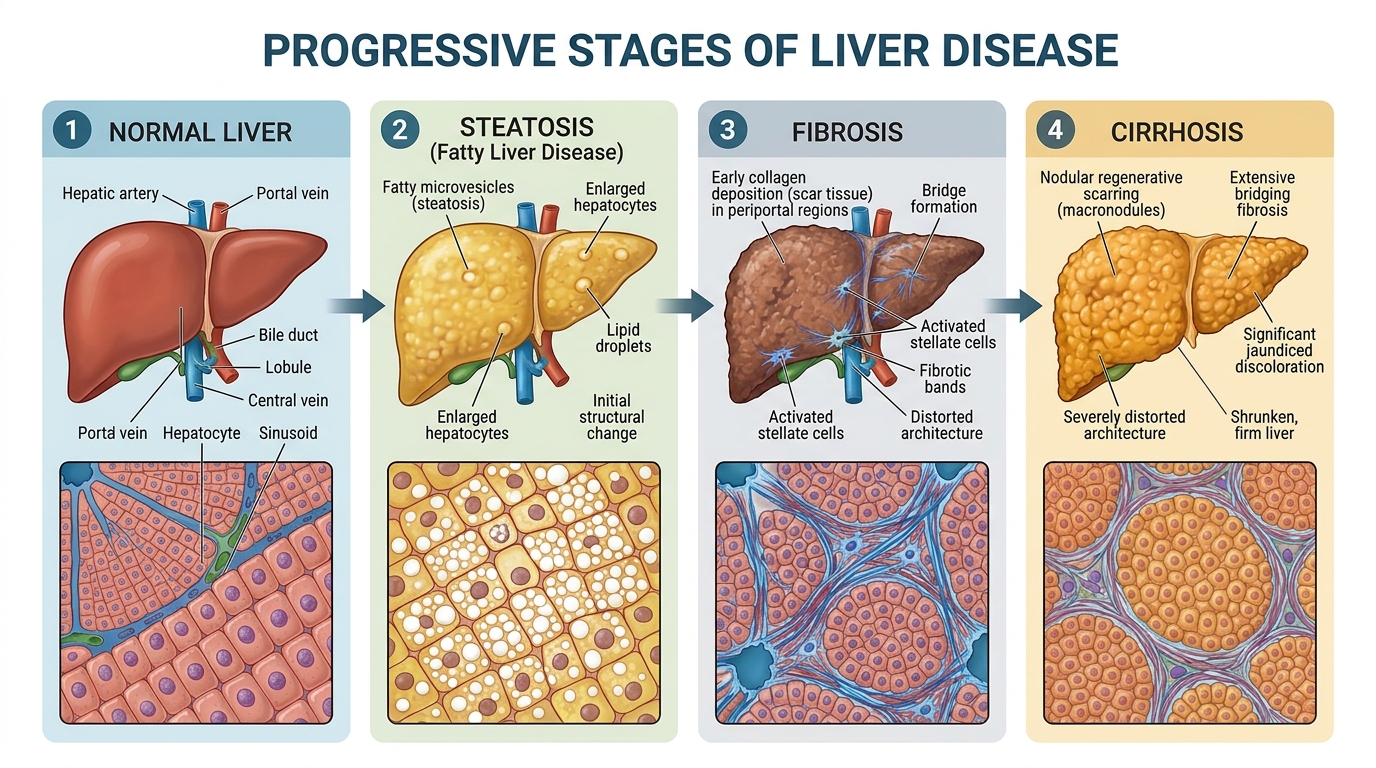 PROGRESSIVE STAGES OF LIVER DISEASE
1
NORMAL LIVER
Hepatic artery
Portal vein
Bile duct
Lobule
Central vein
Portal vein
Hepatocyte
Sinusoid
2
STEATOSIS
(Fatty Liver Disease)
Fatty microvesicles
(steatosis)
Enlarged
hepatocytes
Lipid
droplets
Enlarged
hepatocytes
Initial
structural
change
3
FIBROSIS
Early collagen
deposition (scar tissue)
in periportal regions
Bridge
formation
Activated
stellate cells
Fibrotic
bands
Activated
stellate cells
Distorted
architecture
4
CIRRHOSIS
Nodular regenerative
scarring
(macronodules)
Extensive
bridging
fibrosis
Significant
jaundiced
discoloration
Severely distorted
architecture
Shrunken,
firm liver